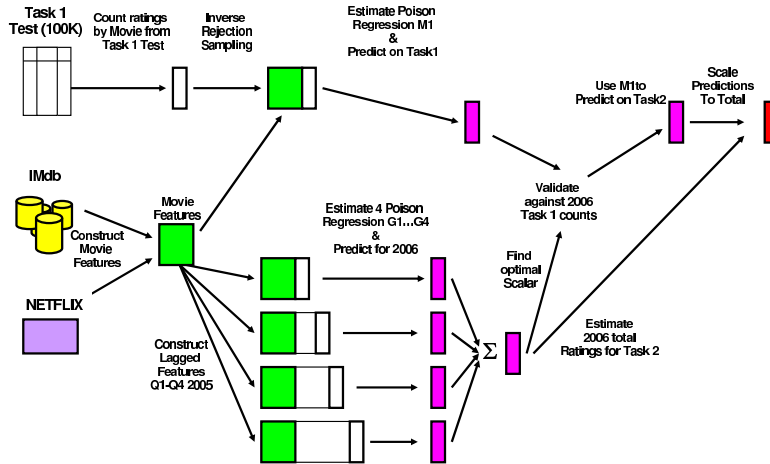 Task 1
Test (100K)
Count ratings
by Movie from
Task 1 Test
Inverse
Rejection
Sampling
Estimate Poison
Regression M1
&
Predict on Task1
Use M1to
Predict on Task2
Scale
Predictions
To Total
IMdb
Construct
Movie
Features
Movie
Features
Estimate 4 Poison
Regression G1...G4
&
Predict for 2006
Validate
against 2006
Task 1 counts
Find
optimal
Scalar
NETFLIX
Construct
Lagged
Features
Q1-Q4 2005
Σ
Estimate
2006 total
Ratings for Task 2